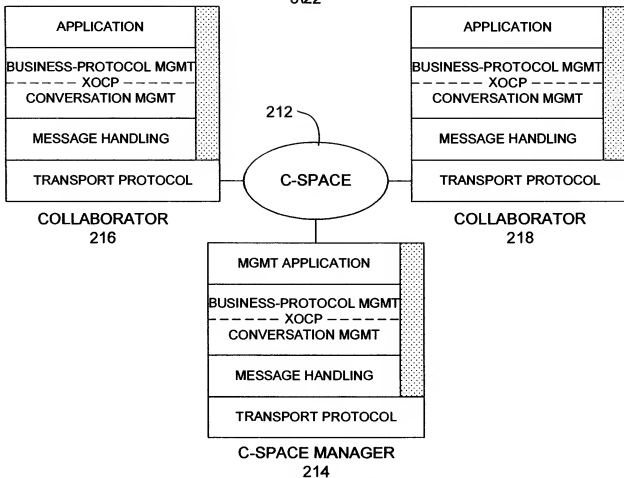 APPLICATION
BUSINESS-PROTOCOL MGMT
XOCP
CONVERSATION MGMT
MESSAGE HANDLING
TRANSPORT PROTOCOL
COLLABORATOR
216
212
C-SPACE
APPLICATION
BUSINESS-PROTOCOL MGMT
XOCP
CONVERSATION MGMT
MESSAGE HANDLING
TRANSPORT PROTOCOL
COLLABORATOR
218
MGMT APPLICATION
BUSINESS-PROTOCOL MGMT
XOCP
CONVERSATION MGMT
MESSAGE HANDLING
TRANSPORT PROTOCOL
C-SPACE MANAGER
214